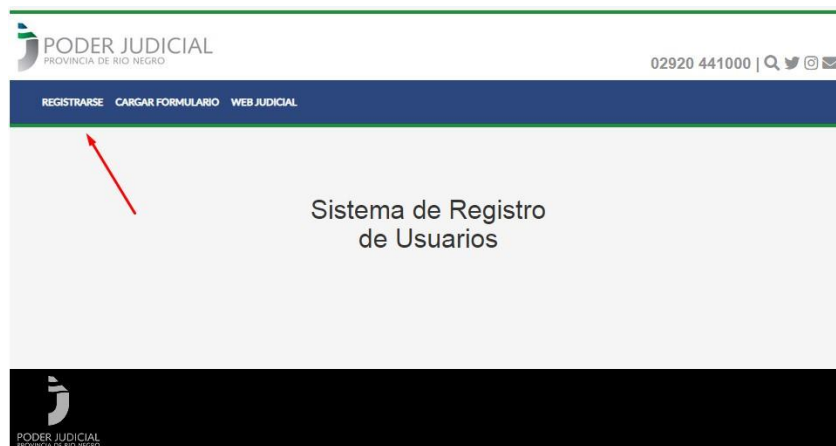 PODER JUDICIAL
PROVINCIA DE RIO NEGRO
02920 441000 |
REGISTRARSE CARGAR FORMULARIO WEB JUDICIAL
Sistema de Registro
de Usuarios
PODER JUDICIAL
PROVINCIA DE RIO NEGRO